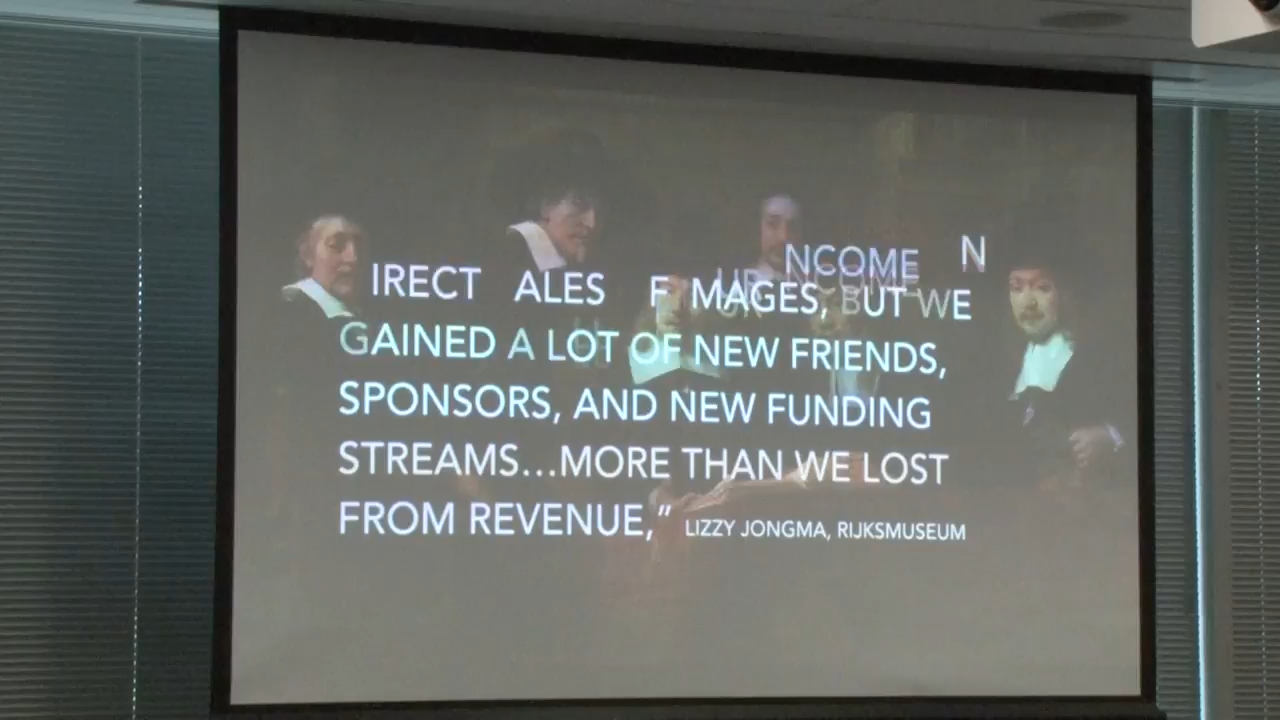 NCOME N
IRECT ALES F MAGES, BUT WE
GAINED A LOT OF NEW FRIENDS,
SPONSORS, AND NEW FUNDING
STREAMS...MORE THAN WE LOST
FROM REVENUE,” LIZZY JONGMA, RIJKSMUSEUM